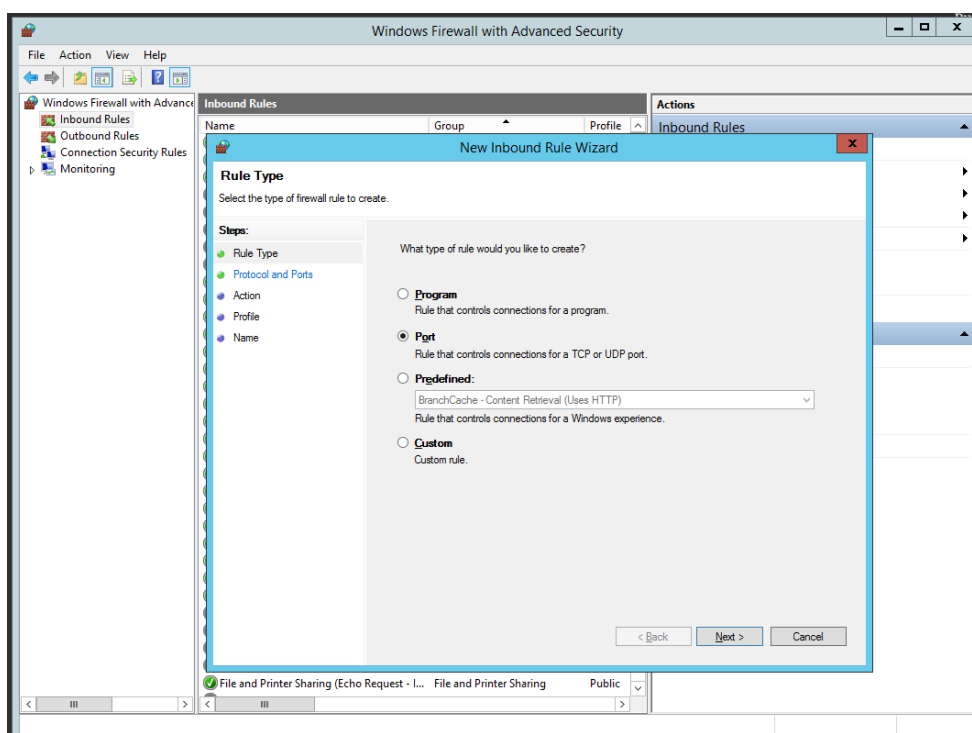 Windows Firewall with Advanced Security
File Action View Help
Windows Firewall with Advance
Inbound Rules
Outbound Rules
Connection Security Rules
Monitoring
Inbound Rules
Name Group Profile
Actions
Inbound Rules
New Inbound Rule Wizard
Rule Type
Select the type of firewall rule to create.
Steps:
Rule Type
Protocol and Ports
Action
Profile
Name
What type of rule would you like to create?
Program
Rule that controls connections for a program.
Port
Rule that controls connections for a TCP or UDP port.
Predefined:
BranchCache - Content Retrieval (Uses HTTP)
Rule that controls connections for a Windows experience.
Custom
Custom rule.
< Back Next > Cancel
File and Printer Sharing (Echo Request - I... File and Printer Sharing Public